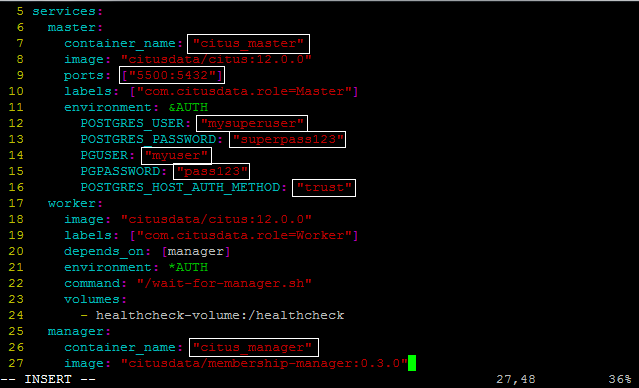 5 services:
6   master:
7     container_name: "citus_master"
8     image: "citusdata/citus:12.0.0"
9     ports: ["5500:5432"]
10     labels: ["com.citusdata.role=Master"]
11     environment: &AUTH
12       POSTGRES_USER: "mysuperuser"
13       POSTGRES_PASSWORD: "superpass123"
14       PGUSER: "myuser"
15       PGPASSWORD: "pass123"
16       POSTGRES_HOST_AUTH_METHOD: "trust"
17   worker:
18     image: "citusdata/citus:12.0.0"
19     labels: ["com.citusdata.role=Worker"]
20     depends_on: [manager]
21     environment: *AUTH
22     command: "/wait-for-manager.sh"
23     volumes:
24       - healthcheck-volume:/healthcheck
25   manager:
26     container_name: "citus_manager"
27     image: "citusdata/membership-manager:0.3.0"
-- INSERT -- 27,48 36%